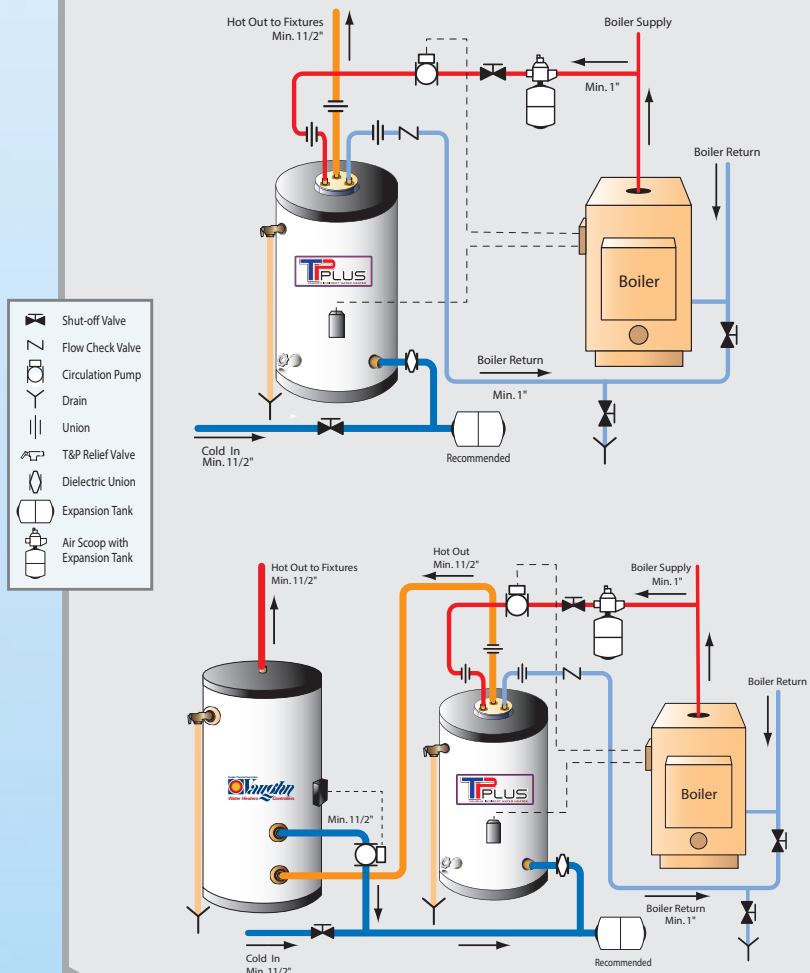 Hot Out to Fixtures
Min. 11/2"
Boiler Supply
Min. 1"
Boiler Return
TP PLUS
Boiler
Boiler Return
Min. 1"
Cold In
Min. 11/2"
Recommended
Shut-off Valve
Flow Check Valve
Circulation Pump
Drain
Union
T&P Relief Valve
Dielectric Union
Expansion Tank
Air Scoop with
Expansion Tank
Hot Out to Fixtures
Min. 11/2"
Hot Out
Min. 11/2"
Boiler Supply
Min. 1"
Boiler Return
Vaughn
Water Heaters
Min. 11/2"
TP PLUS
Boiler
Boiler Return
Min. 1"
Cold In
Min. 11/2"
Recommended